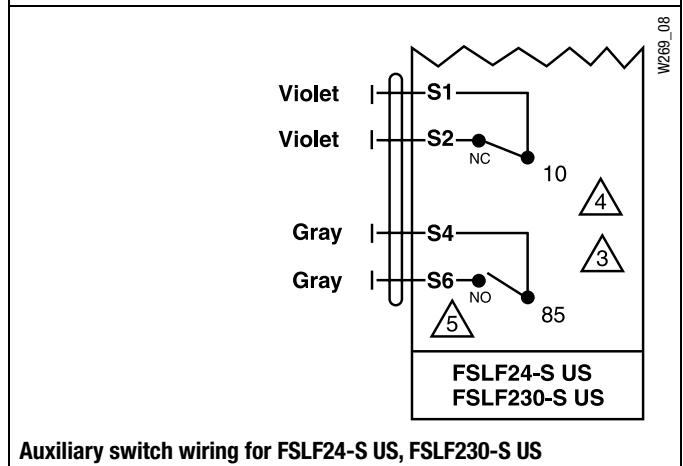 W269_08
Violet S1
Violet S2
NC
10
4
Gray S4
3
Gray S6
NO
85
5
FSLF24-S US
FSLF230-S US
Auxiliary switch wiring for FSLF24-S US, FSLF230-S US